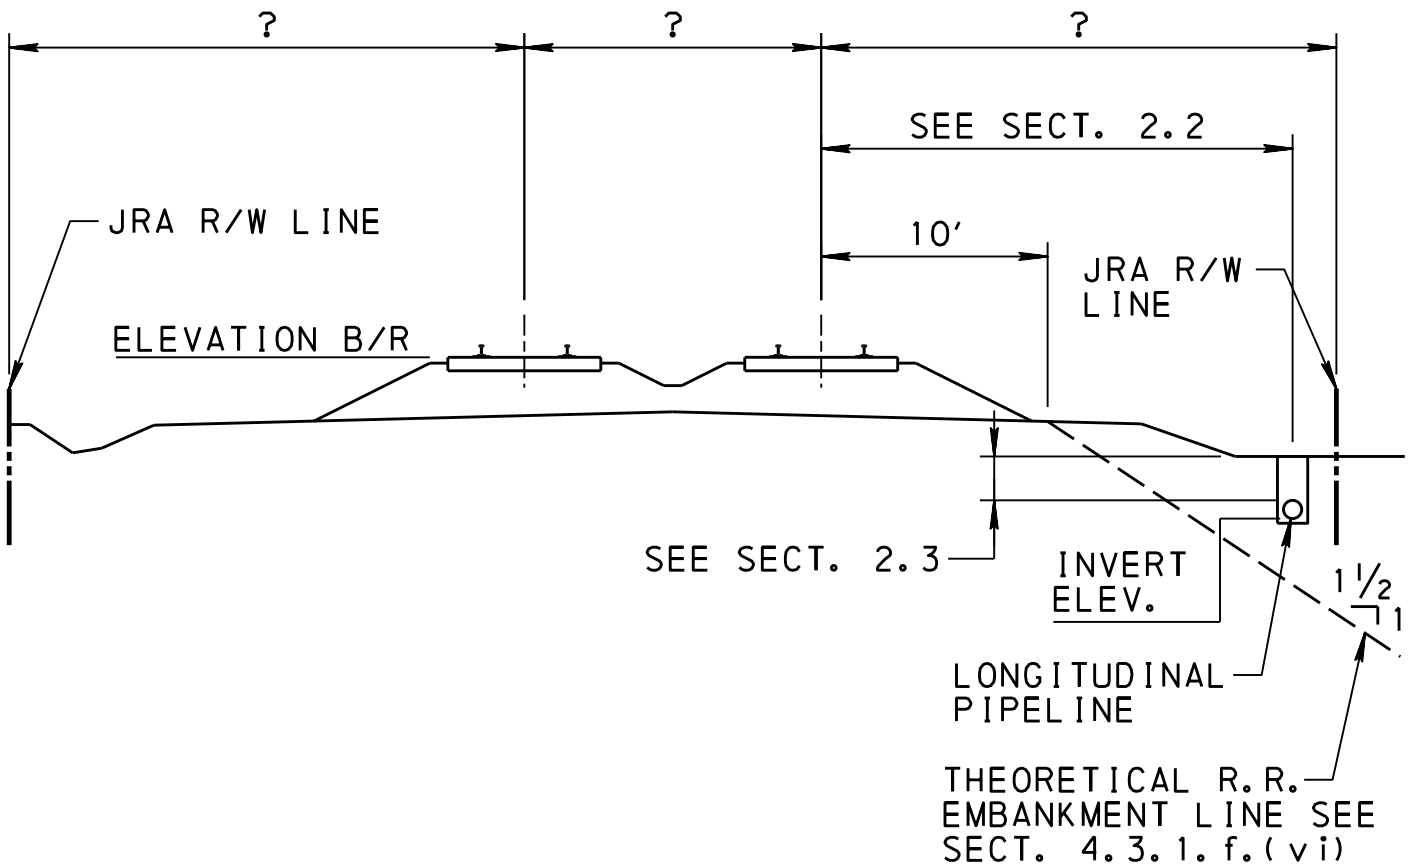 ?
?
?
SEE SECT. 2.2
JRA R/W LINE
10'
JRA R/W
LINE
ELEVATION B/R
SEE SECT. 2.3
INVERT
ELEV.
1 1/2
1
LONGITUDINAL
PIPELINE
THEORETICAL R.R.
EMBANKMENT LINE SEE
SECT. 4.3.1.f.(vi)